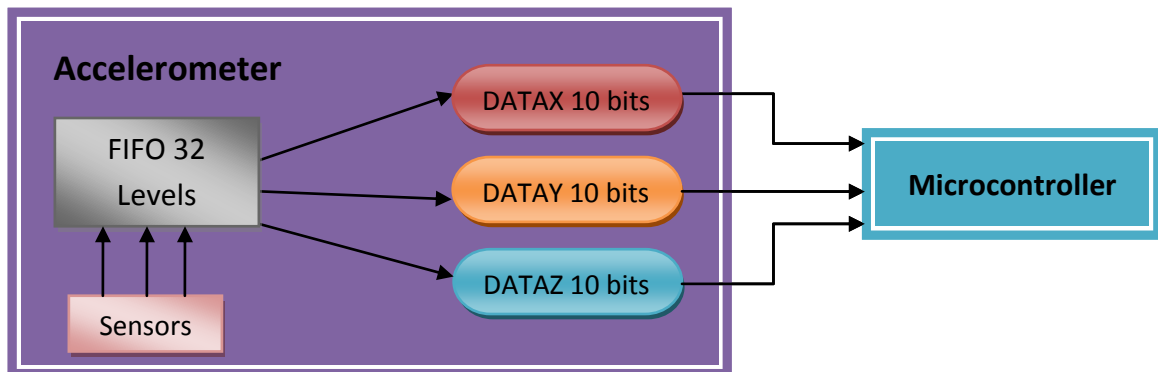 Accelerometer
DATAX 10 bits
FIFO 32
Levels
DATAY 10 bits
Microcontroller
DATAZ 10 bits
Sensors